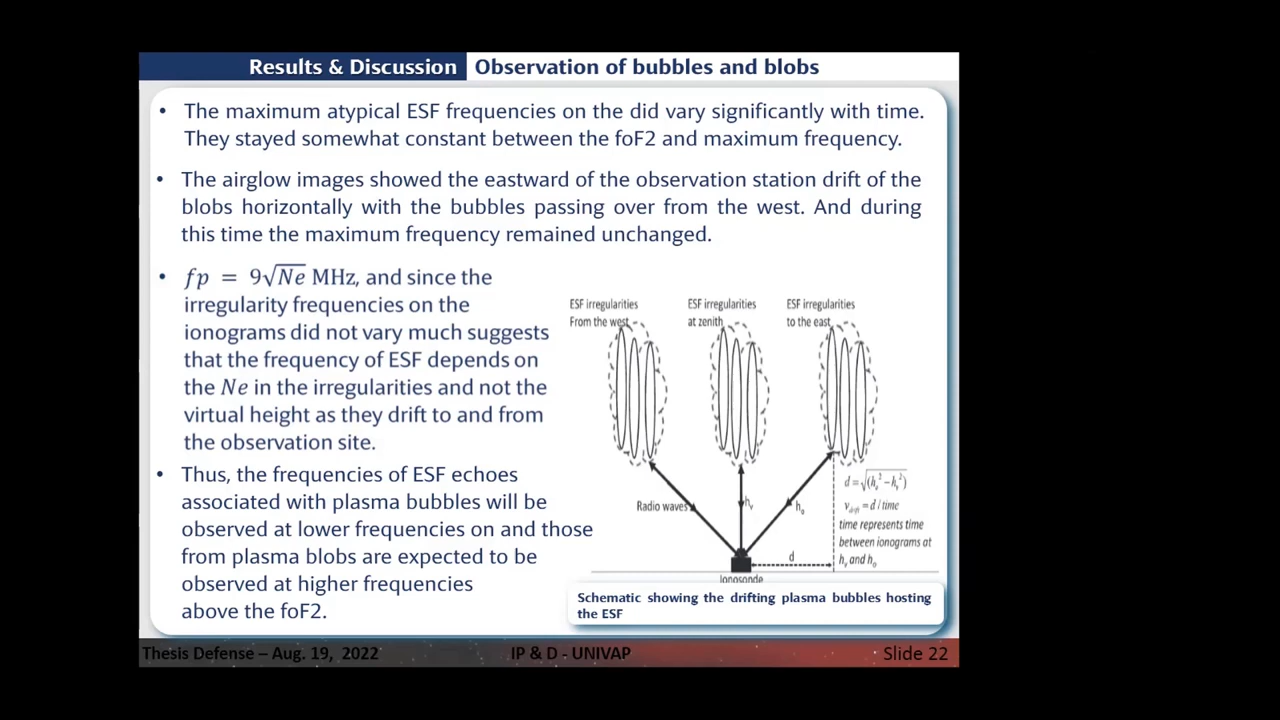 Results & Discussion
Observation of bubbles and blobs
• The maximum atypical ESF frequencies on the did vary significantly with time.
They stayed somewhat constant between the foF2 and maximum frequency.
• The airglow images showed the eastward of the observation station drift of the
blobs horizontally with the bubbles passing over from the west. And during
this time the maximum frequency remained unchanged.
• fp = 9√Ne MHz, and since the
irregularity frequencies on the
ionograms did not vary much suggests
that the frequency of ESF depends on
the Ne in the irregularities and not the
virtual height as they drift to and from
the observation site.
• Thus, the frequencies of ESF echoes
associated with plasma bubbles will be
observed at lower frequencies on and those
from plasma blobs are expected to be
observed at higher frequencies
above the foF2.
ESF irregularities
From the west
ESF irregularities
at zenith
ESF irregularities
to the east
Radio waves
hᵥ
hₒ
d = √(hₒ² − hᵥ²)
v_drift = d / time
time represents time
between ionograms at
hᵥ and hₒ
d
Ionosonde
Schematic showing the drifting plasma bubbles hosting
the ESF
Thesis Defense – Aug. 19, 2022
IP & D - UNIVAP
Slide 22